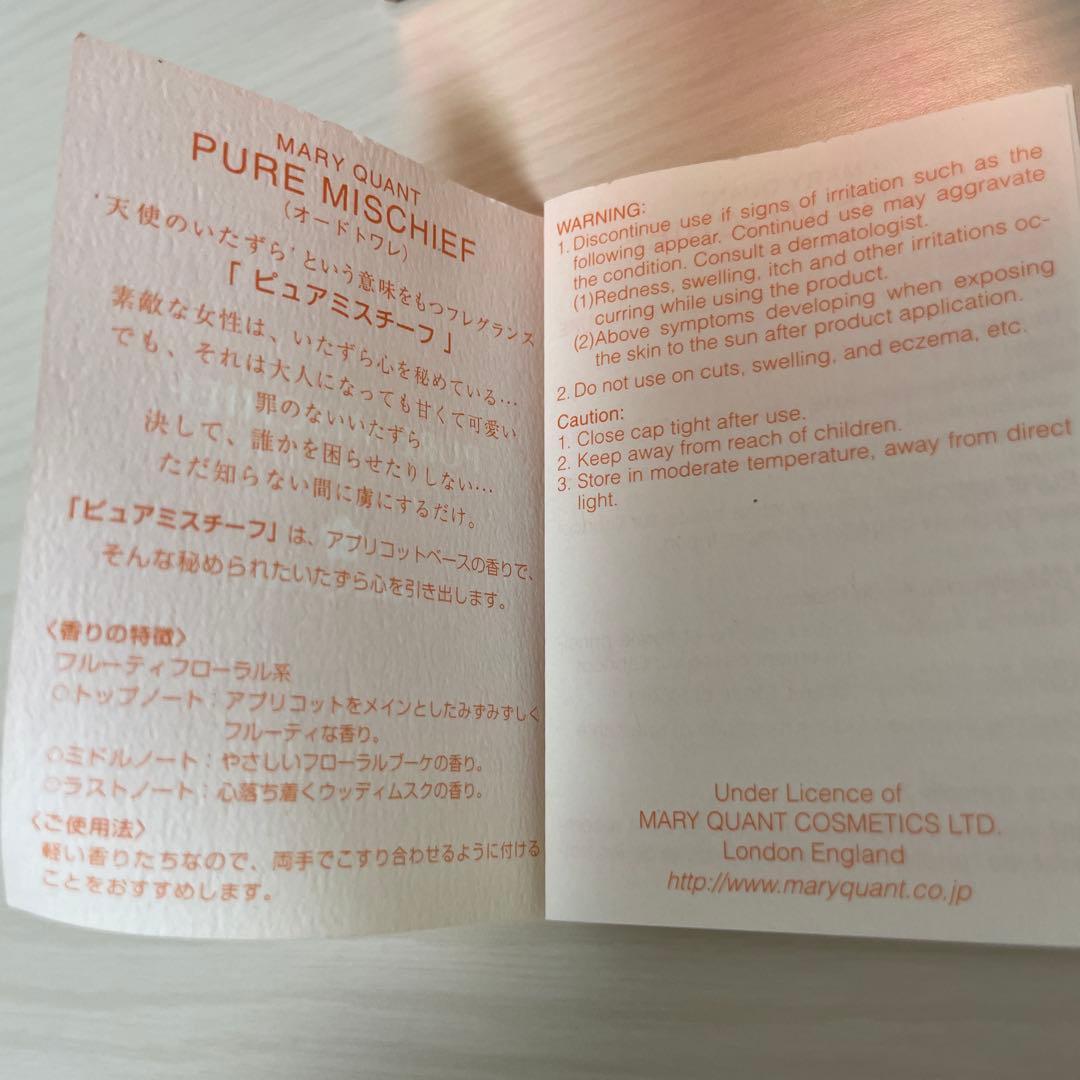 MARY QUANT
PURE MISCHIEF
（オードトワレ）
‘天使のいたずら’という意味をもつフレグランス
「ピュアミスチーフ」
素敵な女性は、いたずら心を秘めている…
でも、それは大人になっても甘くて可愛い
罪のないいたずら
決して、誰かを困らせたりしない…
ただ知らない間に虜にするだけ。
「ピュアミスチーフ」は、アプリコットベースの香りで、
そんな秘められたいたずら心を引き出します。
〈香りの特徴〉
フルーティフローラル系
○トップノート：アプリコットをメインとしたみずみずしく
フルーティな香り。
○ミドルノート：やさしいフローラルブーケの香り。
○ラストノート：心落ち着くウッディムスクの香り。
〈ご使用法〉
軽い香りたちなので、両手でこすり合わせるように付ける
ことをおすすめします。
WARNING:
1. Discontinue use if signs of irritation such as the
following appear. Continued use may aggravate
the condition. Consult a dermatologist.
(1)Redness, swelling, itch and other irritations oc-
curring while using the product.
(2)Above symptoms developing when exposing
the skin to the sun after product application.
2. Do not use on cuts, swelling, and eczema, etc.
Caution:
1. Close cap tight after use.
2. Keep away from reach of children.
3. Store in moderate temperature, away from direct
light.
Under Licence of
MARY QUANT COSMETICS LTD.
London England
http://www.maryquant.co.jp